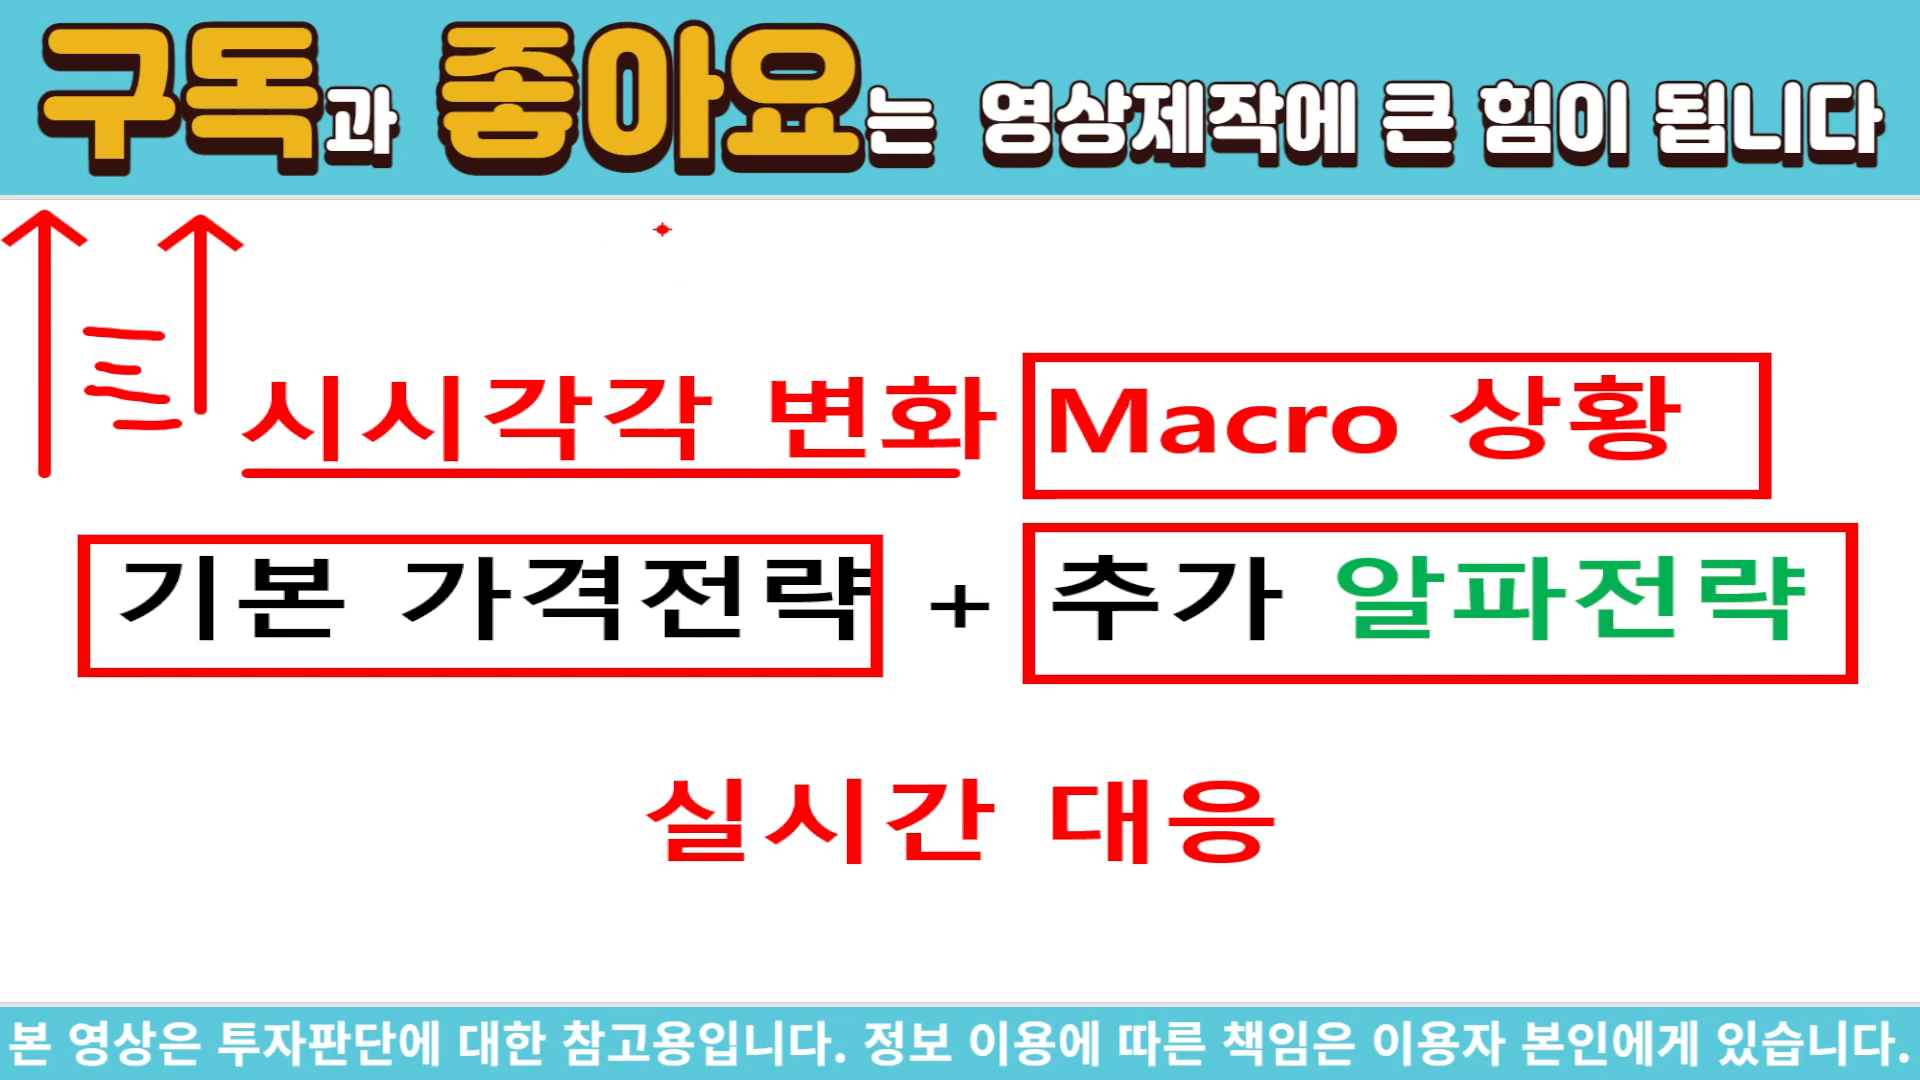 구독과 좋아요는 영상제작에 큰 힘이 됩니다
시시각각 변화 Macro 상황
기본 가격전략 + 추가 알파전략
실시간 대응
본 영상은 투자판단에 대한 참고용입니다. 정보 이용에 따른 책임은 이용자 본인에게 있습니다.